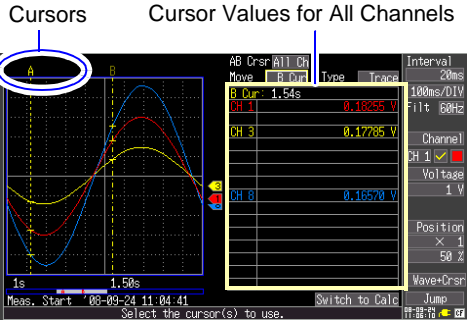 Cursors
Cursor Values for All Channels
A
B
AB Crsr All Ch
Move B Cur Type Trace
B Cur: 1.54s
CH 1 0.18255 V
CH 3 0.17785 V
CH 8 0.16570 V
3
1
1s 1.50s
Meas. Start '08-09-24 11:04:41
Switch to Calc
Select the cursor(s) to use.
Interval
20ms
100ms/DIV
Filt 60Hz
Channel
CH 1
Voltage
1 V
Position
× 1
50 %
Wave+Crsr
Jump